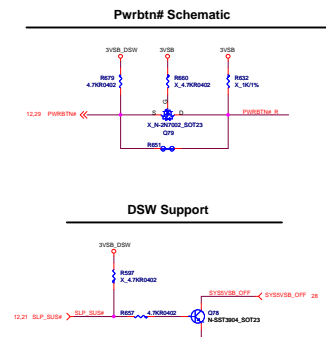 Pwrbtn# Schematic
3VSB_DSW 3VSB 3VSB
R679 R660 R632
4.7KR0402 X_4.7KR0402 X_1K/1%
G
12,29 PWRBTN# S D PWRBTN#_R
X_N-2N7002_SOT23
Q79
R651
DSW Support
3VSB_DSW
R597
X_4.7KR0402
SYS5VSB_OFF SYS5VSB_OFF 28
12,21 SLP_SUS# SLP_SUS# R657 4.7KR0402 Q78
N-SST3904_SOT23